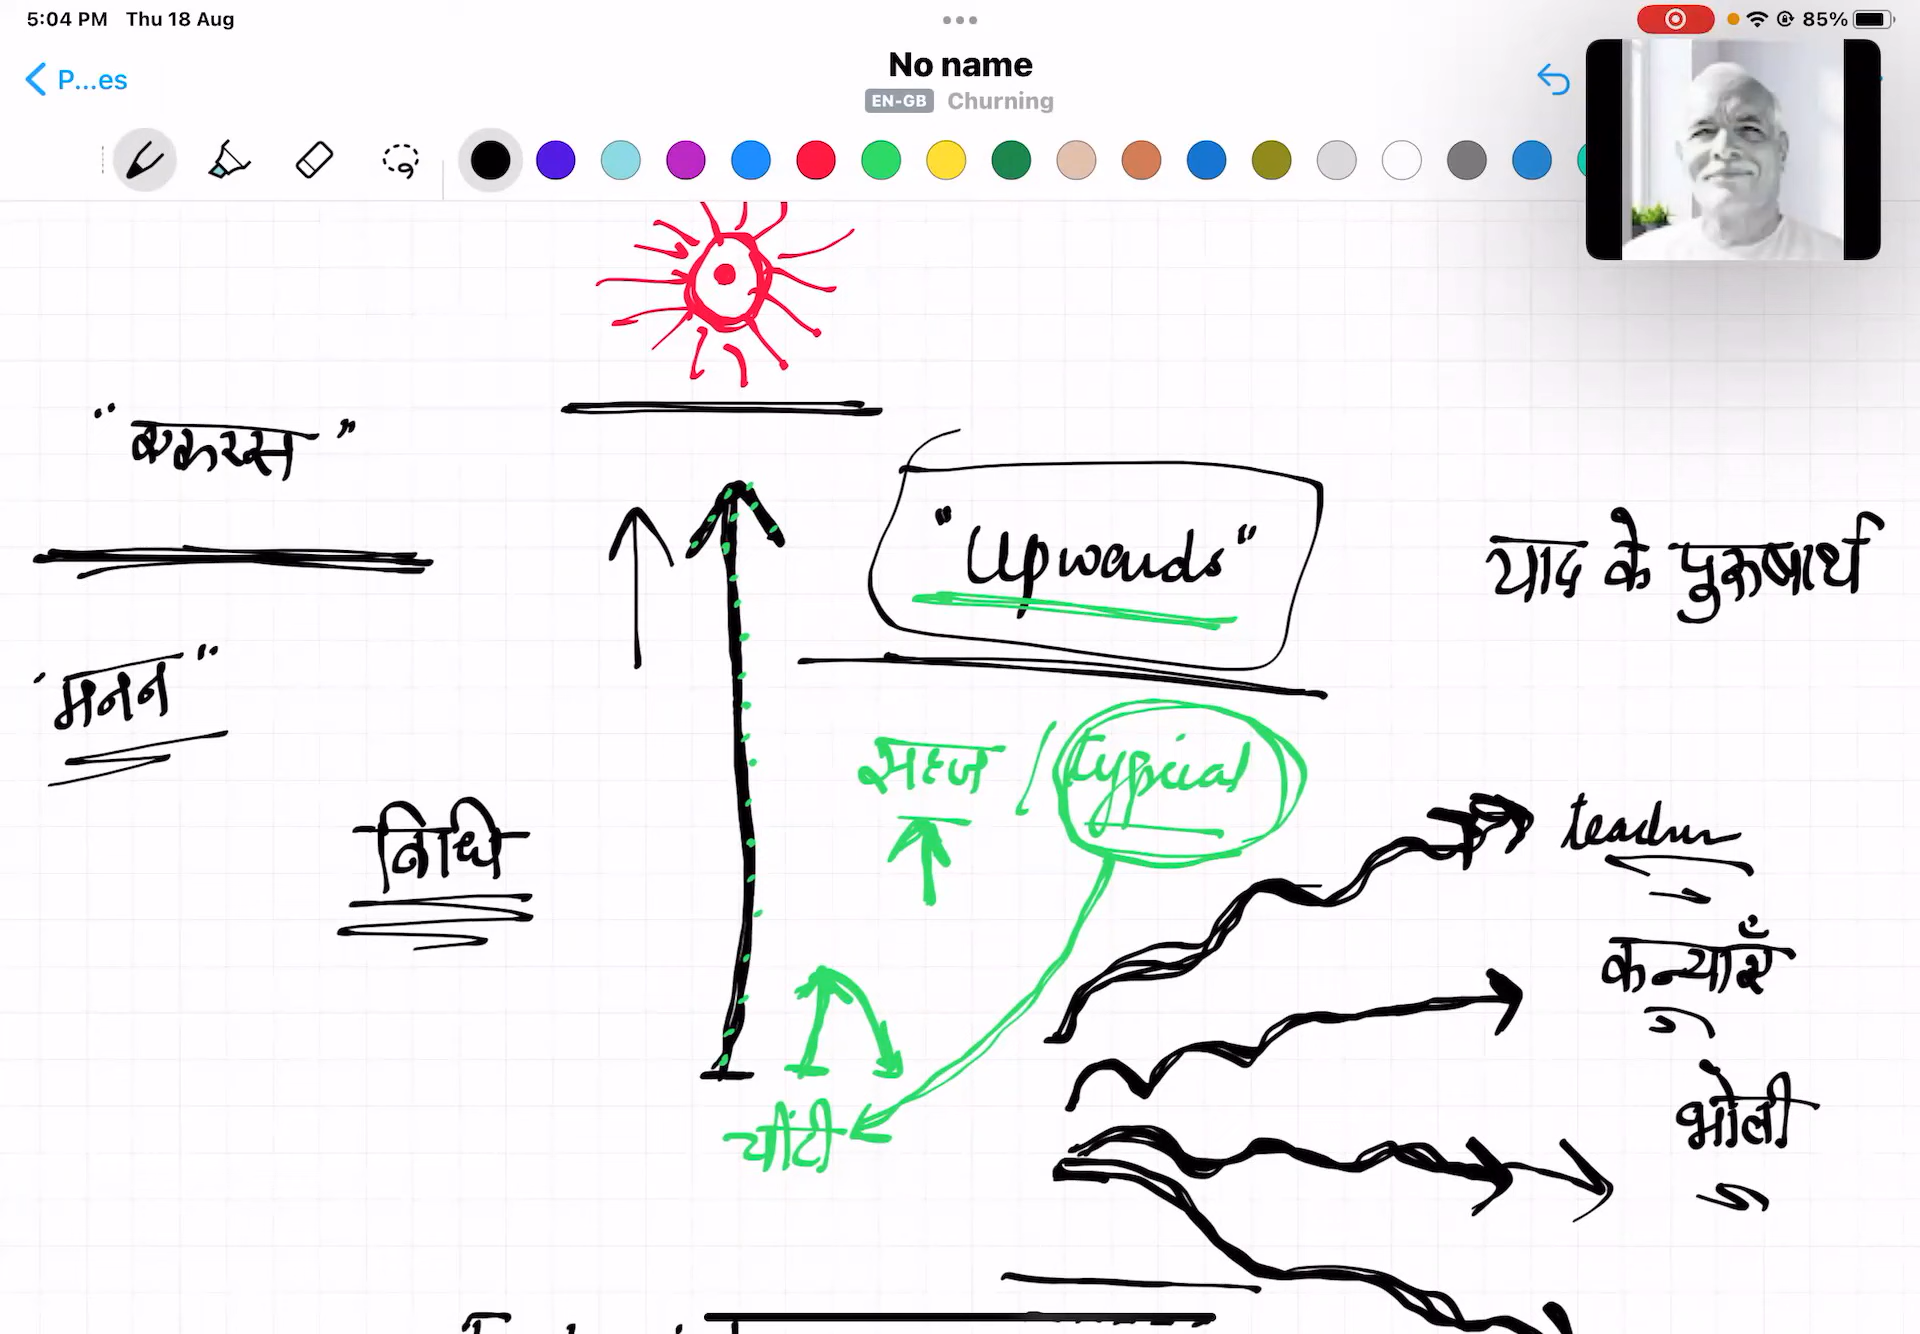 5:04 PM Thu 18 Aug
85%
P...es
No name
EN-GB Churning
"एकरस"
"Upwards"
याद के पुरूषार्थ
"मनन"
सहज / typical
teacher
विधि
कन्याएँ
भोली
चींटी